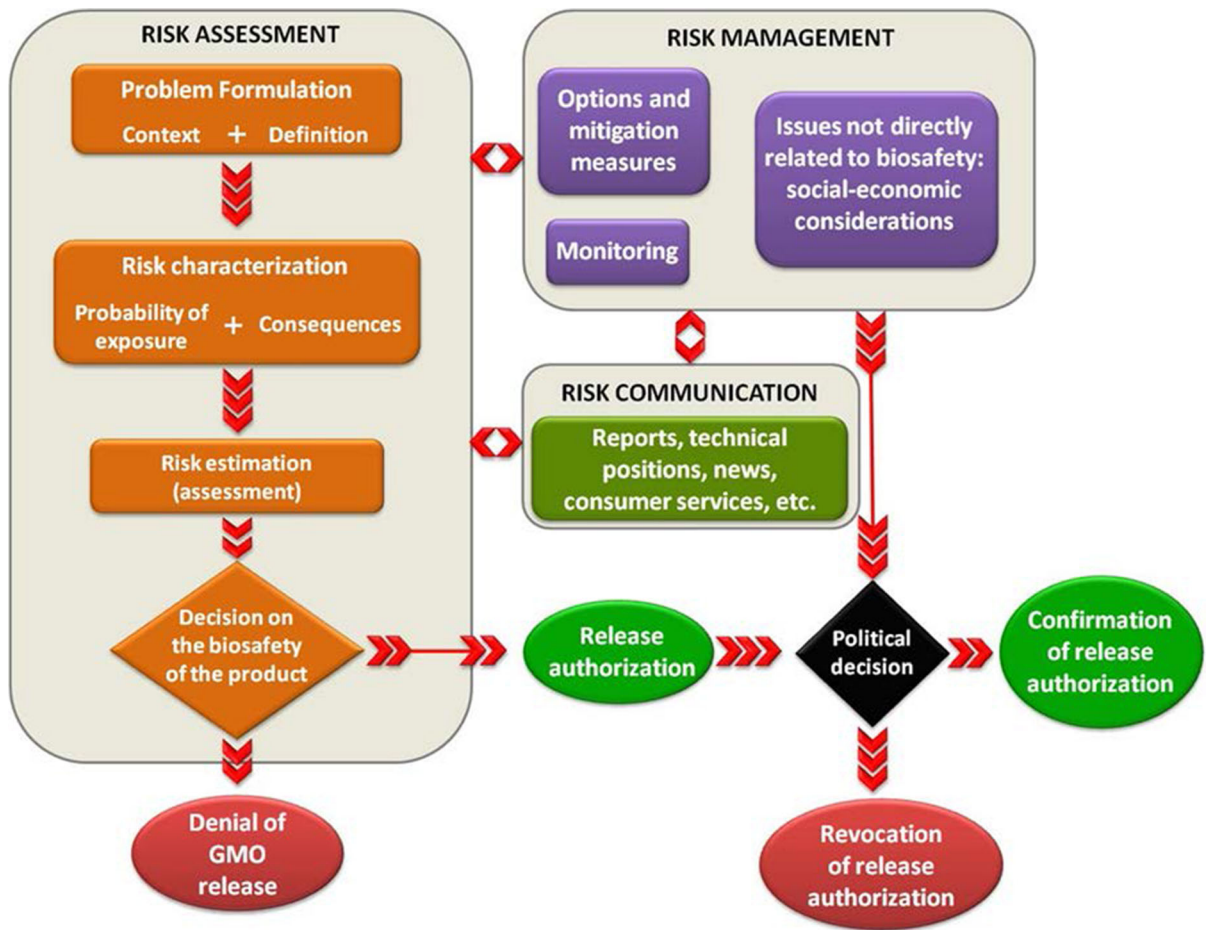 RISK ASSESSMENT
Problem Formulation
Context + Definition
Risk characterization
Probability of
exposure
+ Consequences
Risk estimation
(assessment)
Decision on
the biosafety
of the product
Denial of
GMO
release
RISK MAMAGEMENT
Options and
mitigation
measures
Monitoring
Issues not directly
related to biosafety:
social-economic
considerations
RISK COMMUNICATION
Reports, technical
positions, news,
consumer services, etc.
Release
authorization
Political
decision
Confirmation
of release
authorization
Revocation
of release
authorization